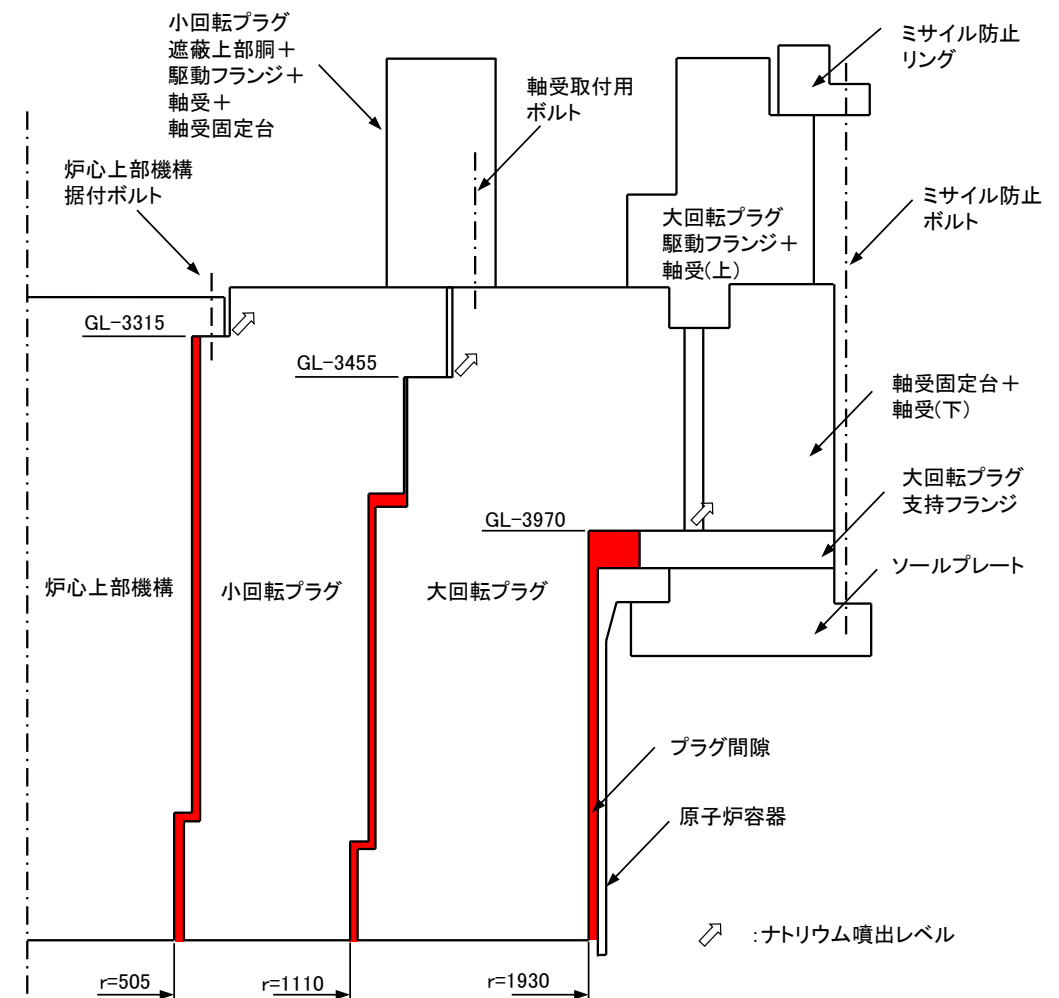 小回転プラグ
遮蔽上部胴＋
駆動フランジ＋
軸受＋
軸受固定台
軸受取付用
ボルト
ミサイル防止
リング
炉心上部機構
据付ボルト
ミサイル防止
ボルト
大回転プラグ
駆動フランジ＋
軸受(上)
GL-3315
GL-3455
軸受固定台＋
軸受(下)
大回転プラグ
支持フランジ
GL-3970
ソールプレート
炉心上部機構
小回転プラグ
大回転プラグ
プラグ間隙
原子炉容器
:ナトリウム噴出レベル
r=505
r=1110
r=1930